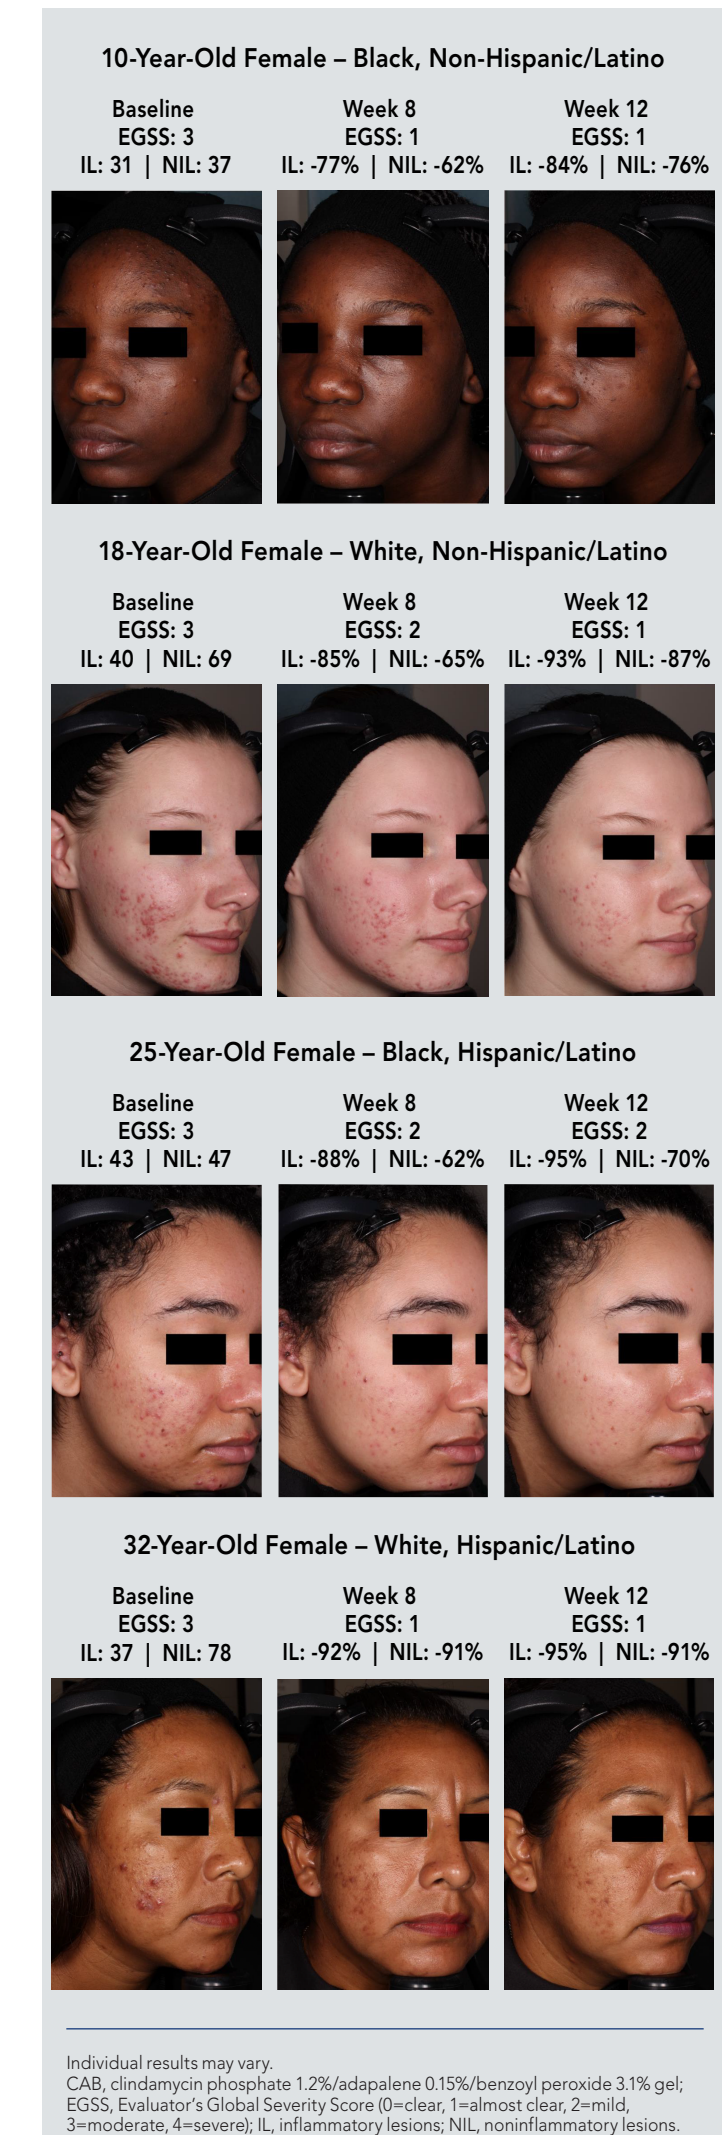 10-Year-Old Female – Black, Non-Hispanic/Latino
Baseline
EGSS: 3
IL: 31 | NIL: 37
Week 8
EGSS: 1
IL: -77% | NIL: -62%
Week 12
EGSS: 1
IL: -84% | NIL: -76%
18-Year-Old Female – White, Non-Hispanic/Latino
Baseline
EGSS: 3
IL: 40 | NIL: 69
Week 8
EGSS: 2
IL: -85% | NIL: -65%
Week 12
EGSS: 1
IL: -93% | NIL: -87%
25-Year-Old Female – Black, Hispanic/Latino
Baseline
EGSS: 3
IL: 43 | NIL: 47
Week 8
EGSS: 2
IL: -88% | NIL: -62%
Week 12
EGSS: 2
IL: -95% | NIL: -70%
32-Year-Old Female – White, Hispanic/Latino
Baseline
EGSS: 3
IL: 37 | NIL: 78
Week 8
EGSS: 1
IL: -92% | NIL: -91%
Week 12
EGSS: 1
IL: -95% | NIL: -91%
Individual results may vary.
CAB, clindamycin phosphate 1.2%/adapalene 0.15%/benzoyl peroxide 3.1% gel;
EGSS, Evaluator’s Global Severity Score (0=clear, 1=almost clear, 2=mild,
3=moderate, 4=severe); IL, inflammatory lesions; NIL, noninflammatory lesions.